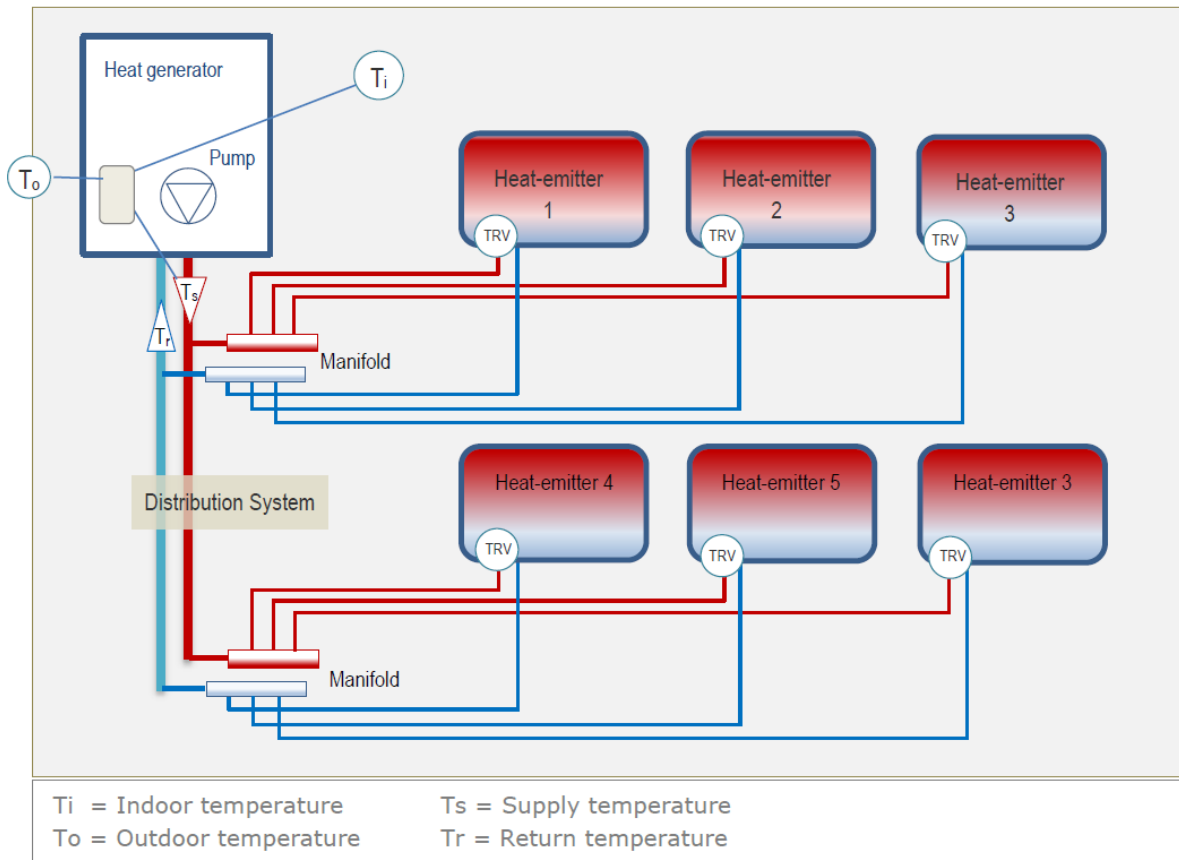 Heat generator
Ti
Pump
To
Heat-emitter
1
Heat-emitter
2
Heat-emitter
3
TRV
TRV
TRV
Ts
Tr
Manifold
Heat-emitter 4
Heat-emitter 5
Heat-emitter 3
Distribution System
TRV
TRV
TRV
Manifold
Ti = Indoor temperature
Ts = Supply temperature
To = Outdoor temperature
Tr = Return temperature